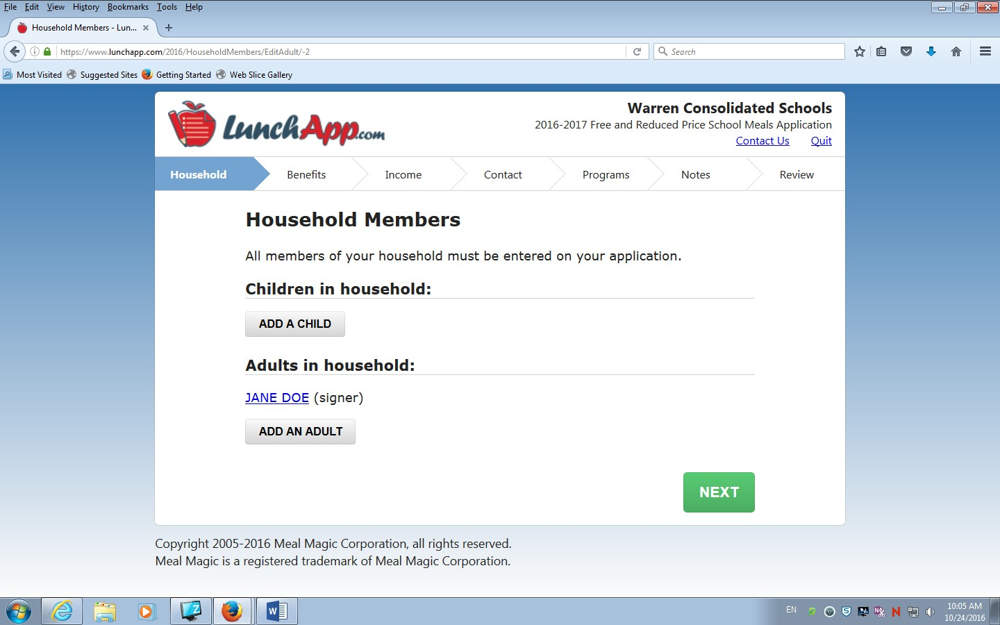 File Edit View History Bookmarks Tools Help
Household Members - Lun...
https://www.lunchapp.com/2016/HouseholdMembers/EditAdult/-2
Search
Most Visited Suggested Sites Getting Started Web Slice Gallery
LunchApp.com
Warren Consolidated Schools
2016-2017 Free and Reduced Price School Meals Application
Contact Us Quit
Household Benefits Income Contact Programs Notes Review
Household Members
All members of your household must be entered on your application.
Children in household:
ADD A CHILD
Adults in household:
JANE DOE (signer)
ADD AN ADULT
NEXT
Copyright 2005-2016 Meal Magic Corporation, all rights reserved.
Meal Magic is a registered trademark of Meal Magic Corporation.
EN
10:05 AM
10/24/2016